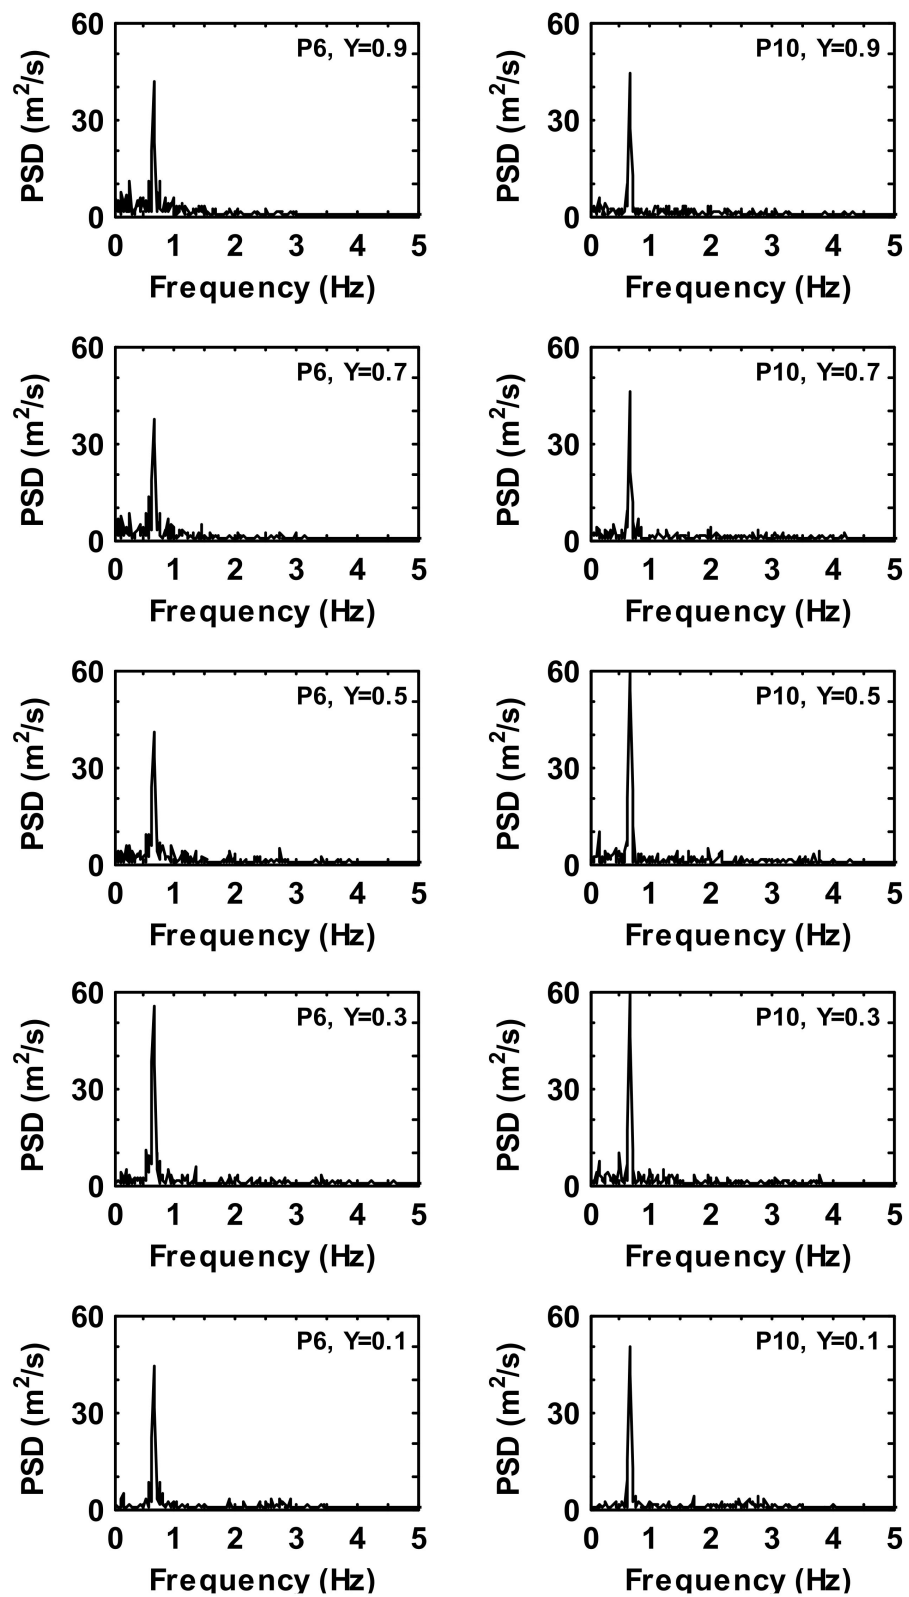 60
P6, Y=0.9
PSD (m²/s)
30
0
0 1 2 3 4 5
Frequency (Hz)
60
P10, Y=0.9
PSD (m²/s)
30
0
0 1 2 3 4 5
Frequency (Hz)
60
P6, Y=0.7
PSD (m²/s)
30
0
0 1 2 3 4 5
Frequency (Hz)
60
P10, Y=0.7
PSD (m²/s)
30
0
0 1 2 3 4 5
Frequency (Hz)
60
P6, Y=0.5
PSD (m²/s)
30
0
0 1 2 3 4 5
Frequency (Hz)
60
P10, Y=0.5
PSD (m²/s)
30
0
0 1 2 3 4 5
Frequency (Hz)
60
P6, Y=0.3
PSD (m²/s)
30
0
0 1 2 3 4 5
Frequency (Hz)
60
P10, Y=0.3
PSD (m²/s)
30
0
0 1 2 3 4 5
Frequency (Hz)
60
P6, Y=0.1
PSD (m²/s)
30
0
0 1 2 3 4 5
Frequency (Hz)
60
P10, Y=0.1
PSD (m²/s)
30
0
0 1 2 3 4 5
Frequency (Hz)